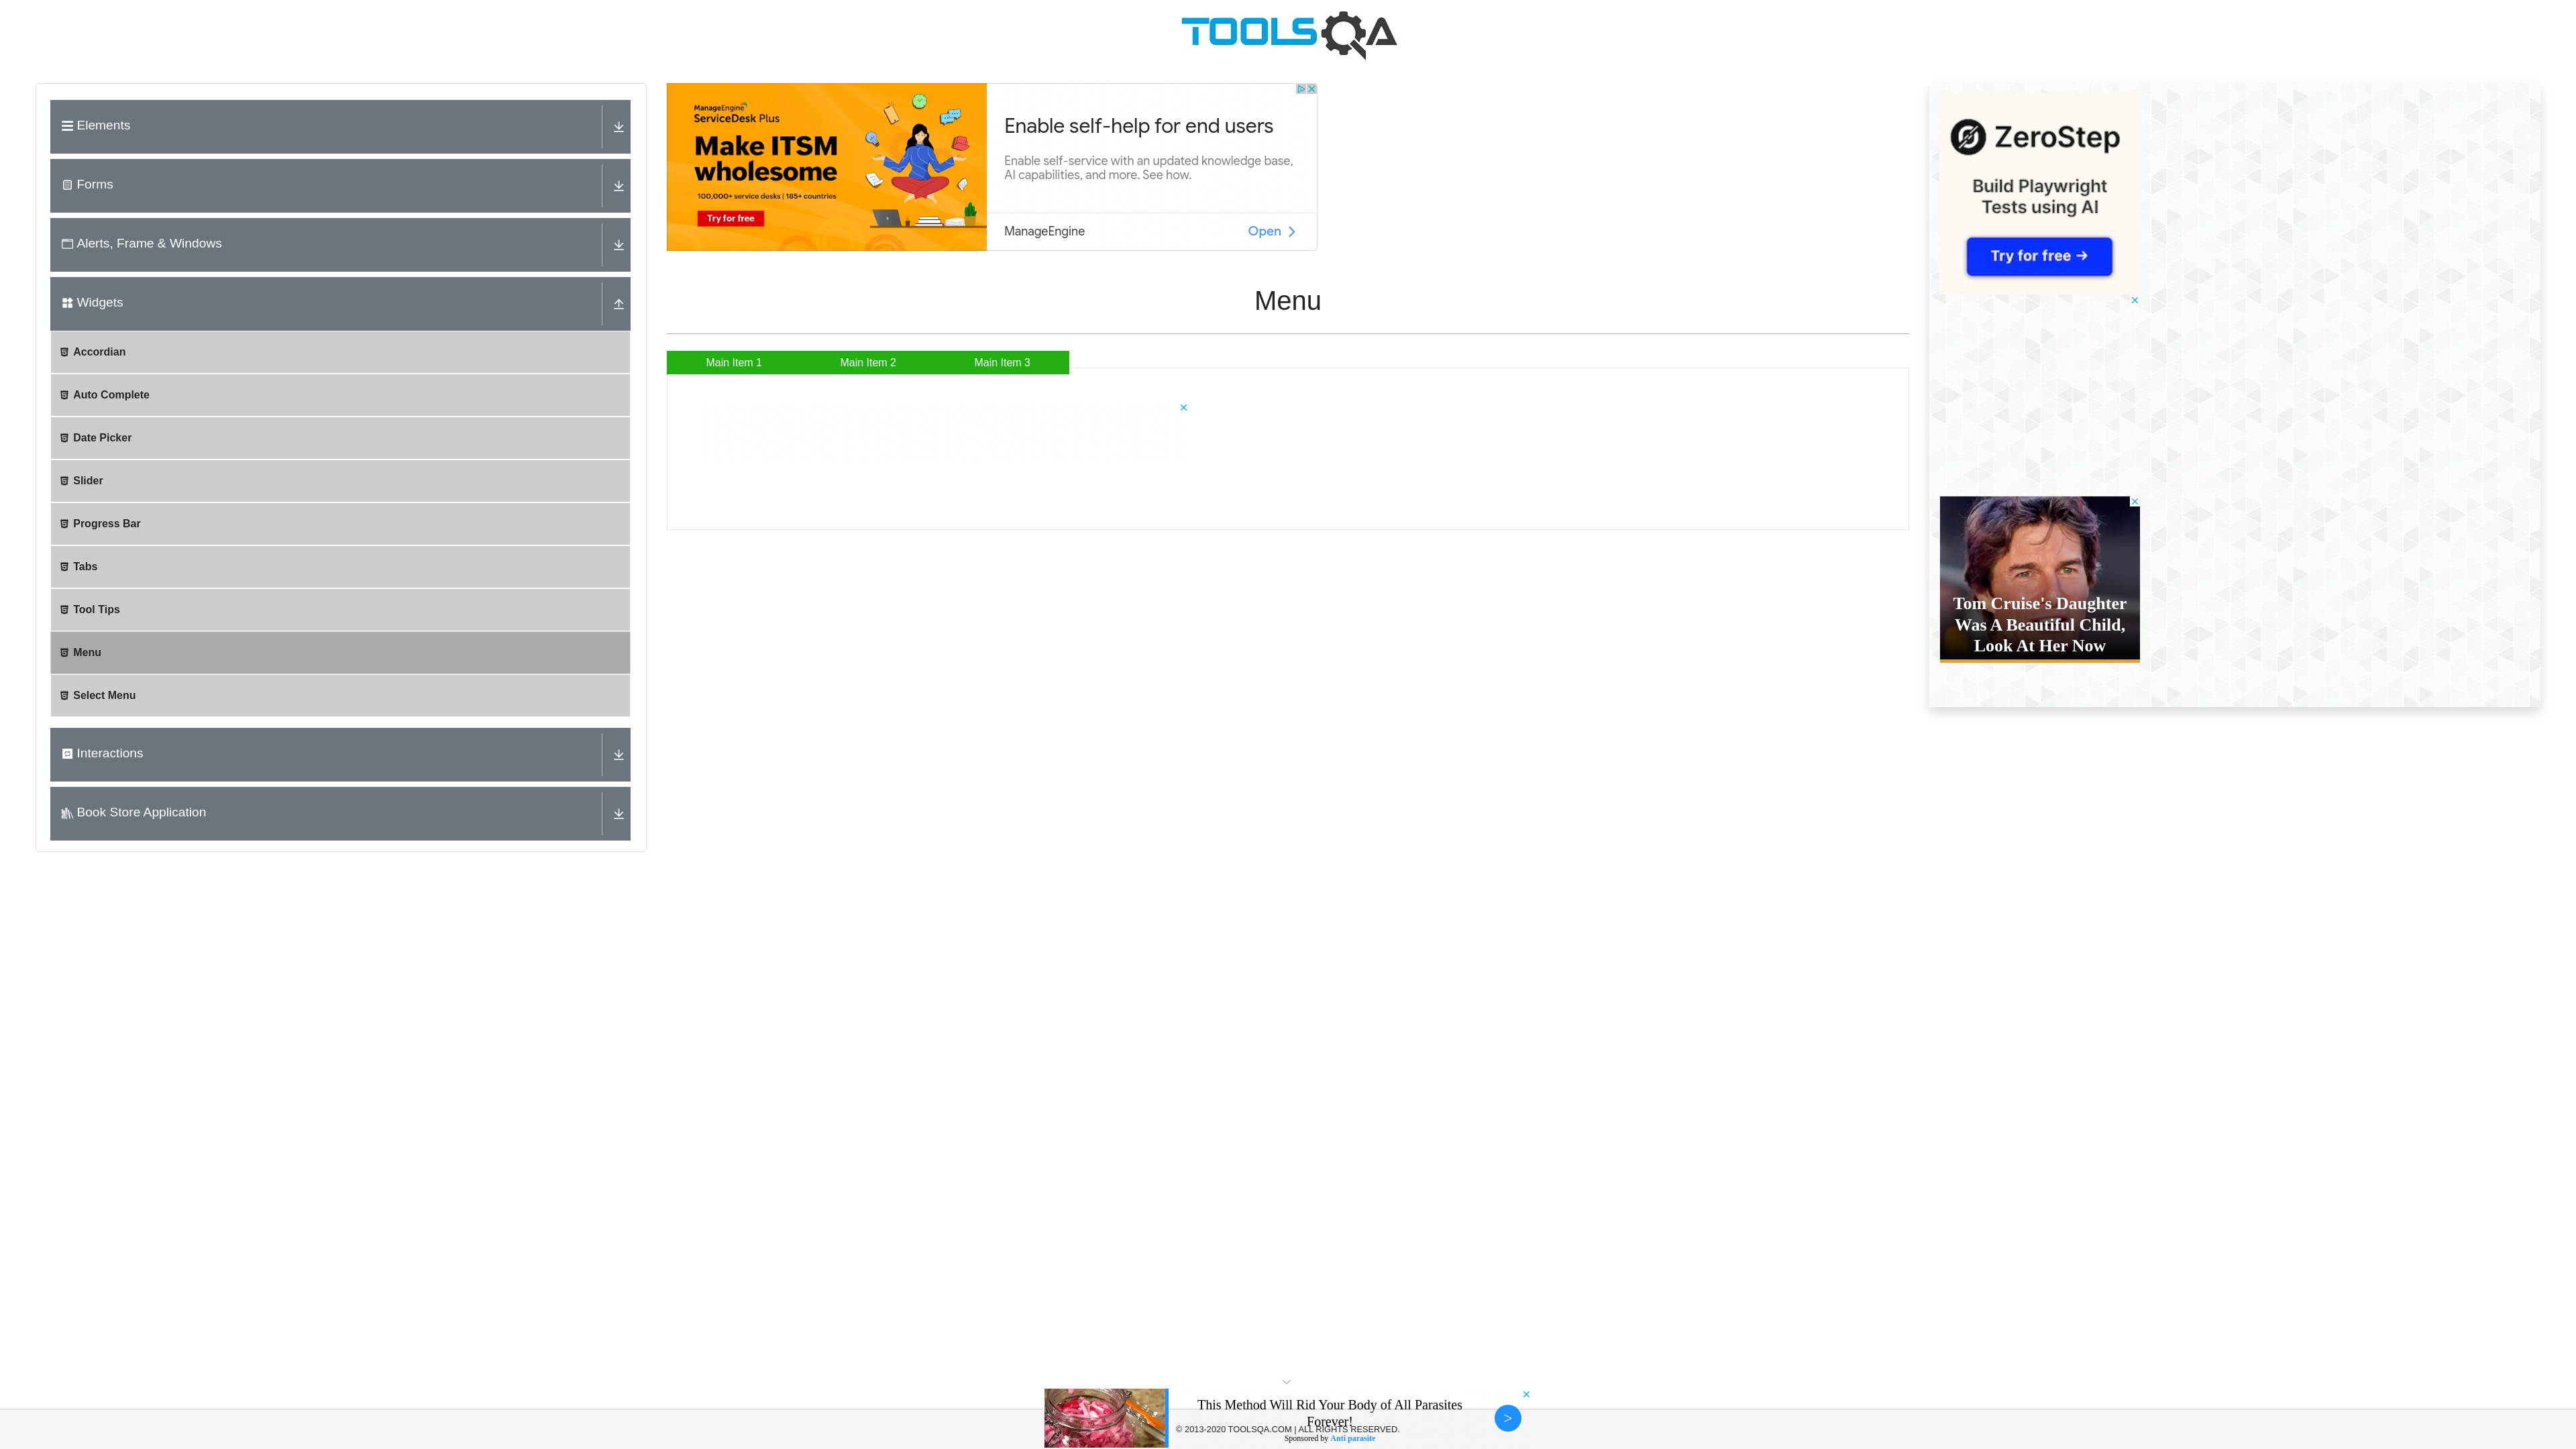 TOOLSQA
Elements
Forms
Alerts, Frame & Windows
Widgets
Accordian
Auto Complete
Date Picker
Slider
Progress Bar
Tabs
Tool Tips
Menu
Select Menu
Interactions
Book Store Application
ManageEngine
ServiceDesk Plus
Make ITSM
wholesome
100,000+ service desks | 185+ countries
Try for free
Enable self-help for end users
Enable self-service with an updated knowledge base,
AI capabilities, and more. See how.
ManageEngine
Open
Menu
Main Item 1
Main Item 2
Main Item 3
ZeroStep
Build Playwright
Tests using AI
Try for free →
Tom Cruise's Daughter
Was A Beautiful Child,
Look At Her Now
This Method Will Rid Your Body of All Parasites
Forever!
© 2013-2020 TOOLSQA.COM | ALL RIGHTS RESERVED.
Sponsored by Anti parasite